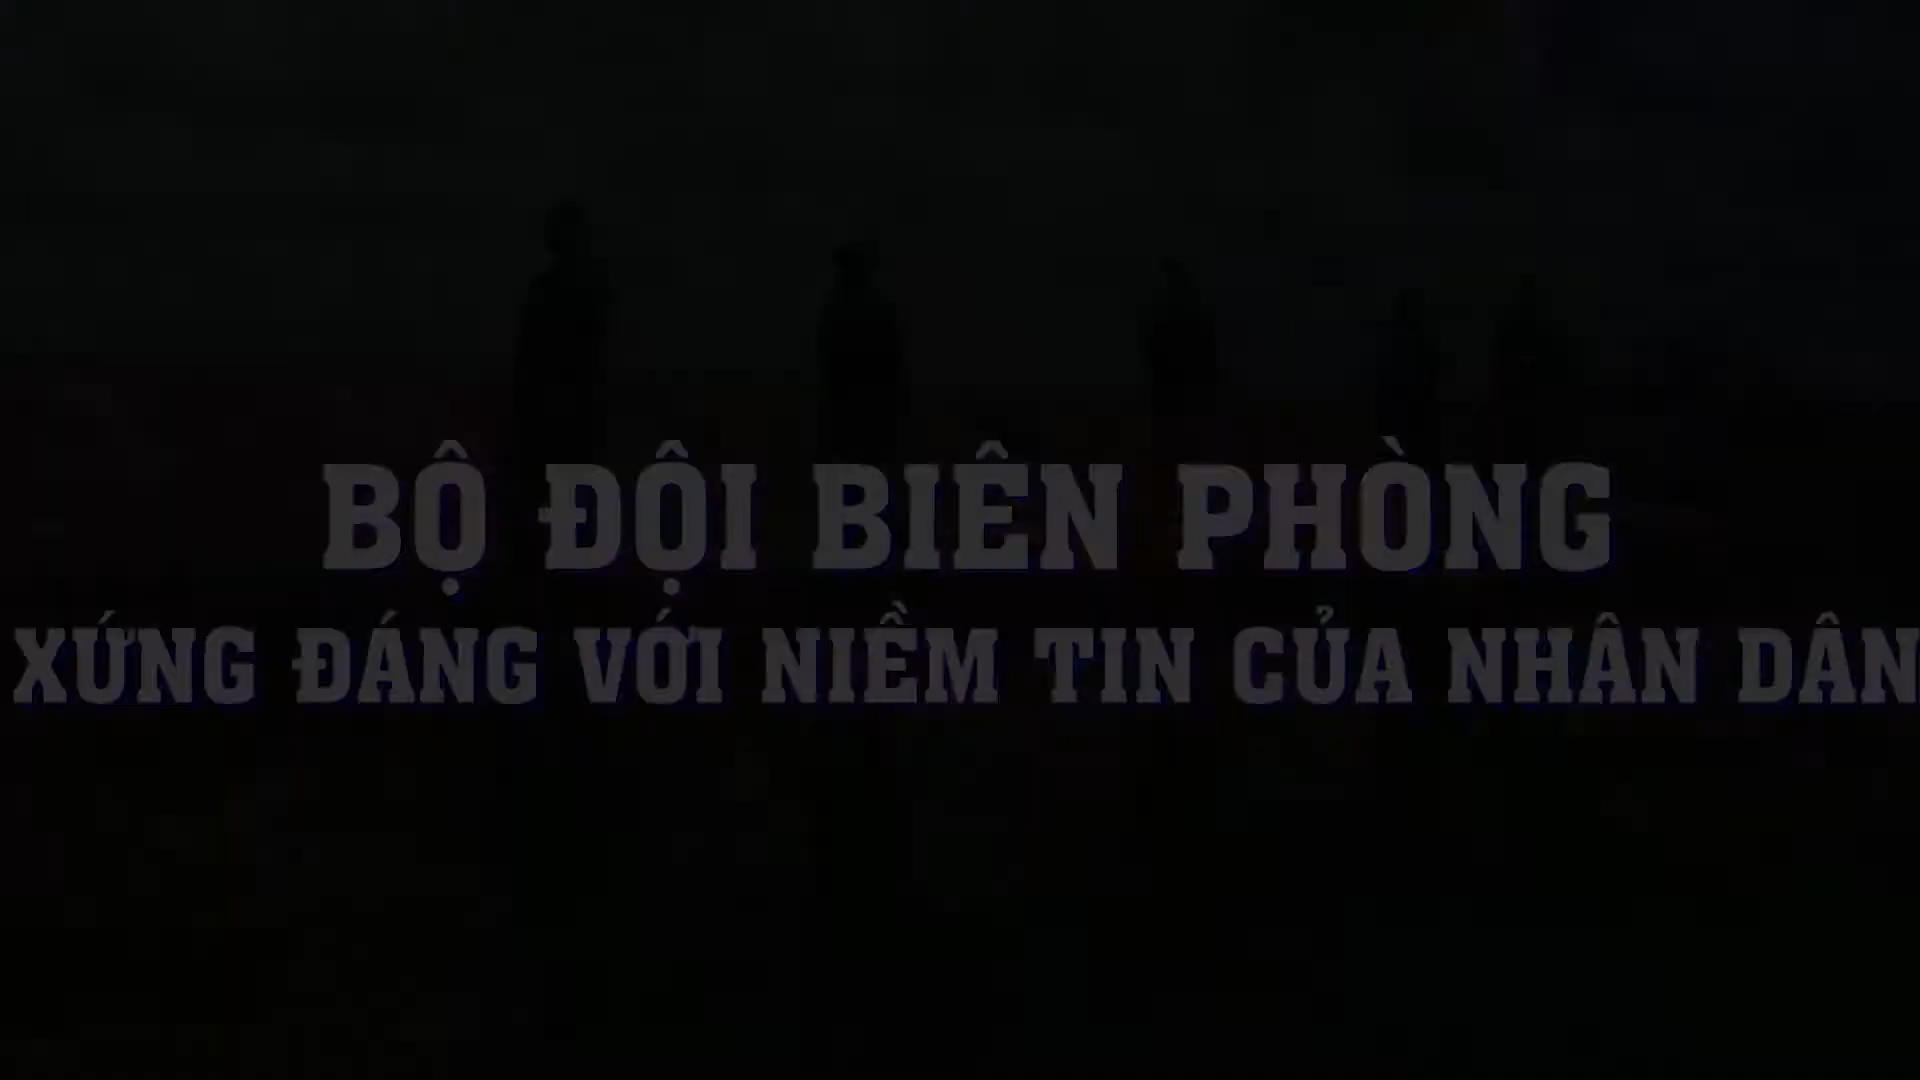 BỘ ĐỘI BIÊN PHÒNG
XỨNG ĐÁNG VỚI NIỀM TIN CỦA NHÂN DÂN